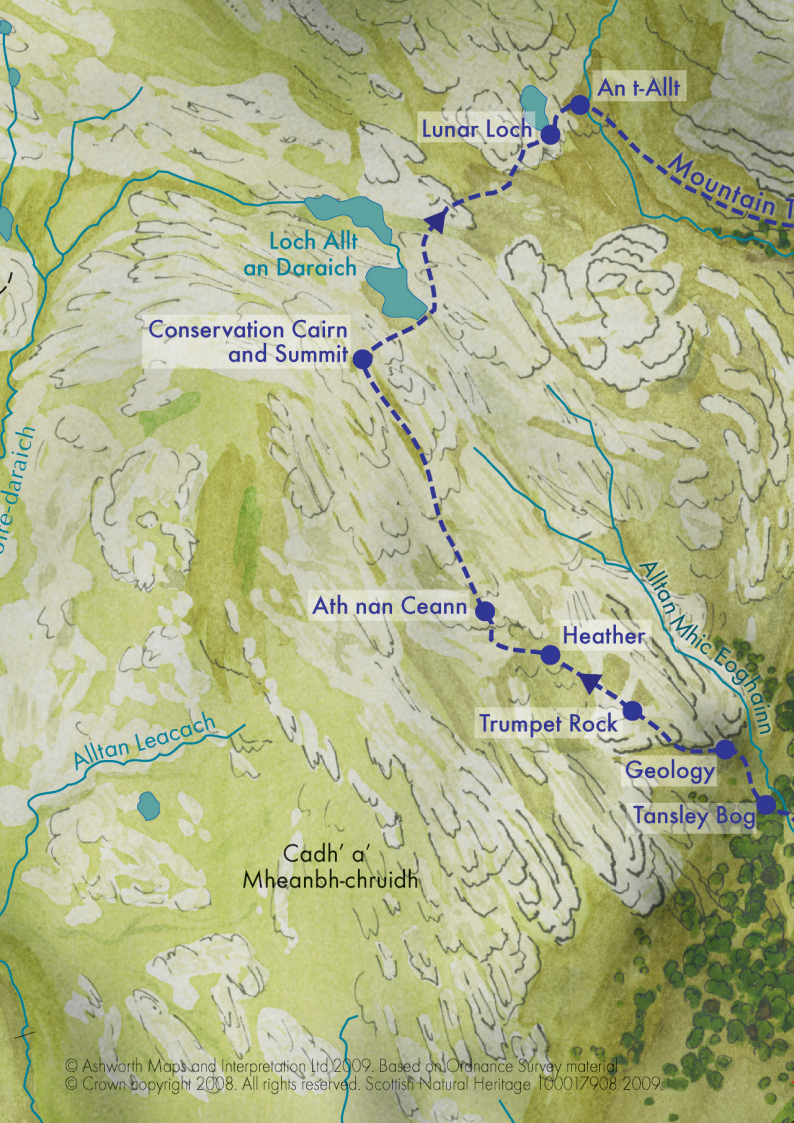 An t-Allt
Lunar Loch
Mountain T
Loch Allt
an Daraich
Conservation Cairn
and Summit
Ath nan Ceann
Heather
Alltan Mhic Eoghainn
Trumpet Rock
Alltan Leacach
Geology
Tansley Bog
Cadh’ a’
Mheanbh-chruidh
© Ashworth Maps and Interpretation Ltd 2009. Based on Ordnance Survey material
© Crown copyright 2008. All rights reserved. Scottish Natural Heritage 100017908 2009.